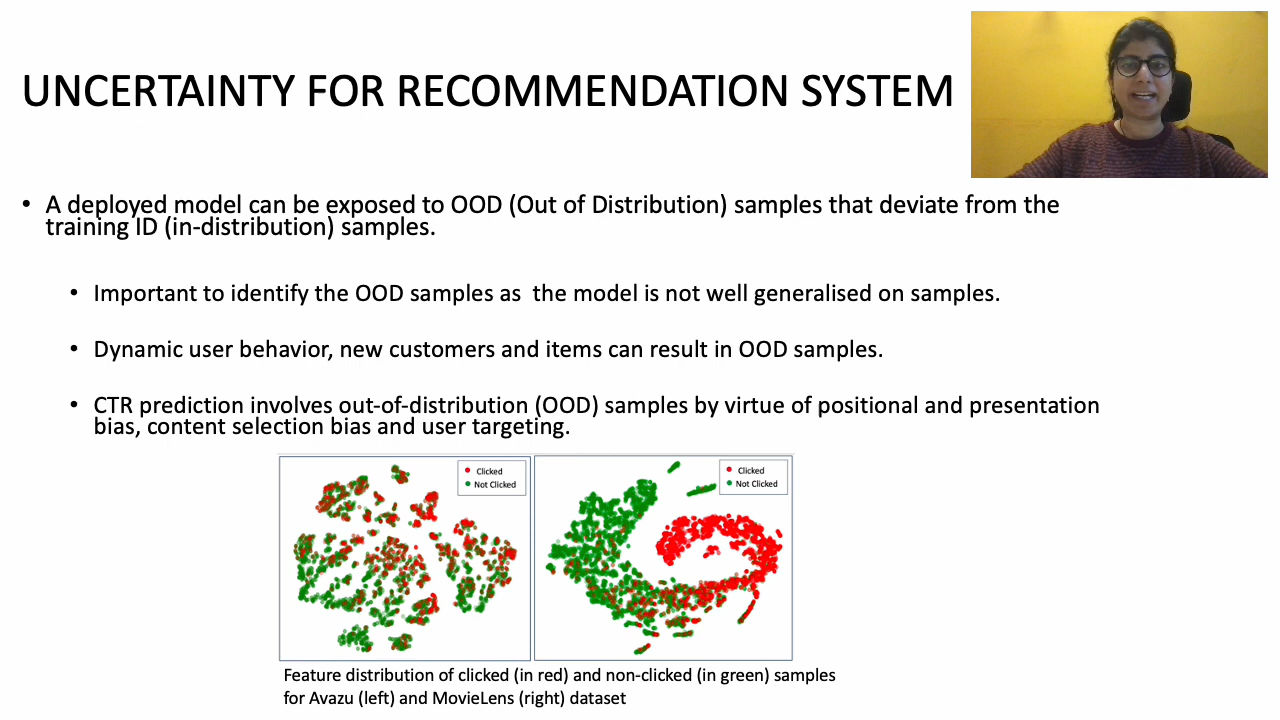 UNCERTAINTY FOR RECOMMENDATION SYSTEM
• A deployed model can be exposed to OOD (Out of Distribution) samples that deviate from the
training ID (in-distribution) samples.
• Important to identify the OOD samples as  the model is not well generalised on samples.
• Dynamic user behavior, new customers and items can result in OOD samples.
• CTR prediction involves out-of-distribution (OOD) samples by virtue of positional and presentation
bias, content selection bias and user targeting.
Clicked
Not Clicked
Clicked
Not Clicked
Feature distribution of clicked (in red) and non-clicked (in green) samples
for Avazu (left) and MovieLens (right) dataset